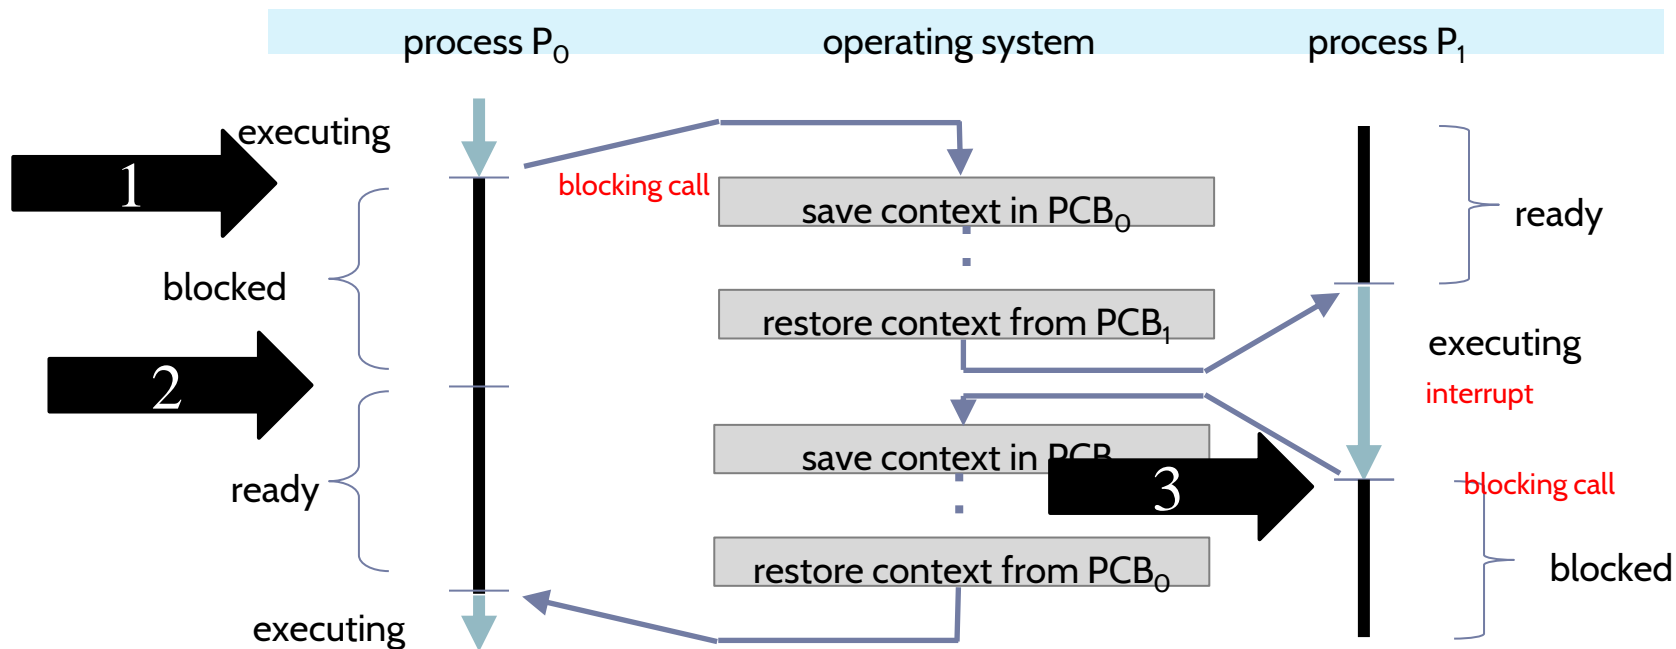 process P₀ operating system process P₁
executing
1
blocking call
save context in PCB₀
ready
blocked
restore context from PCB₁
executing
2
interrupt
save context in PCB
ready
3
blocking call
restore context from PCB₀
blocked
executing